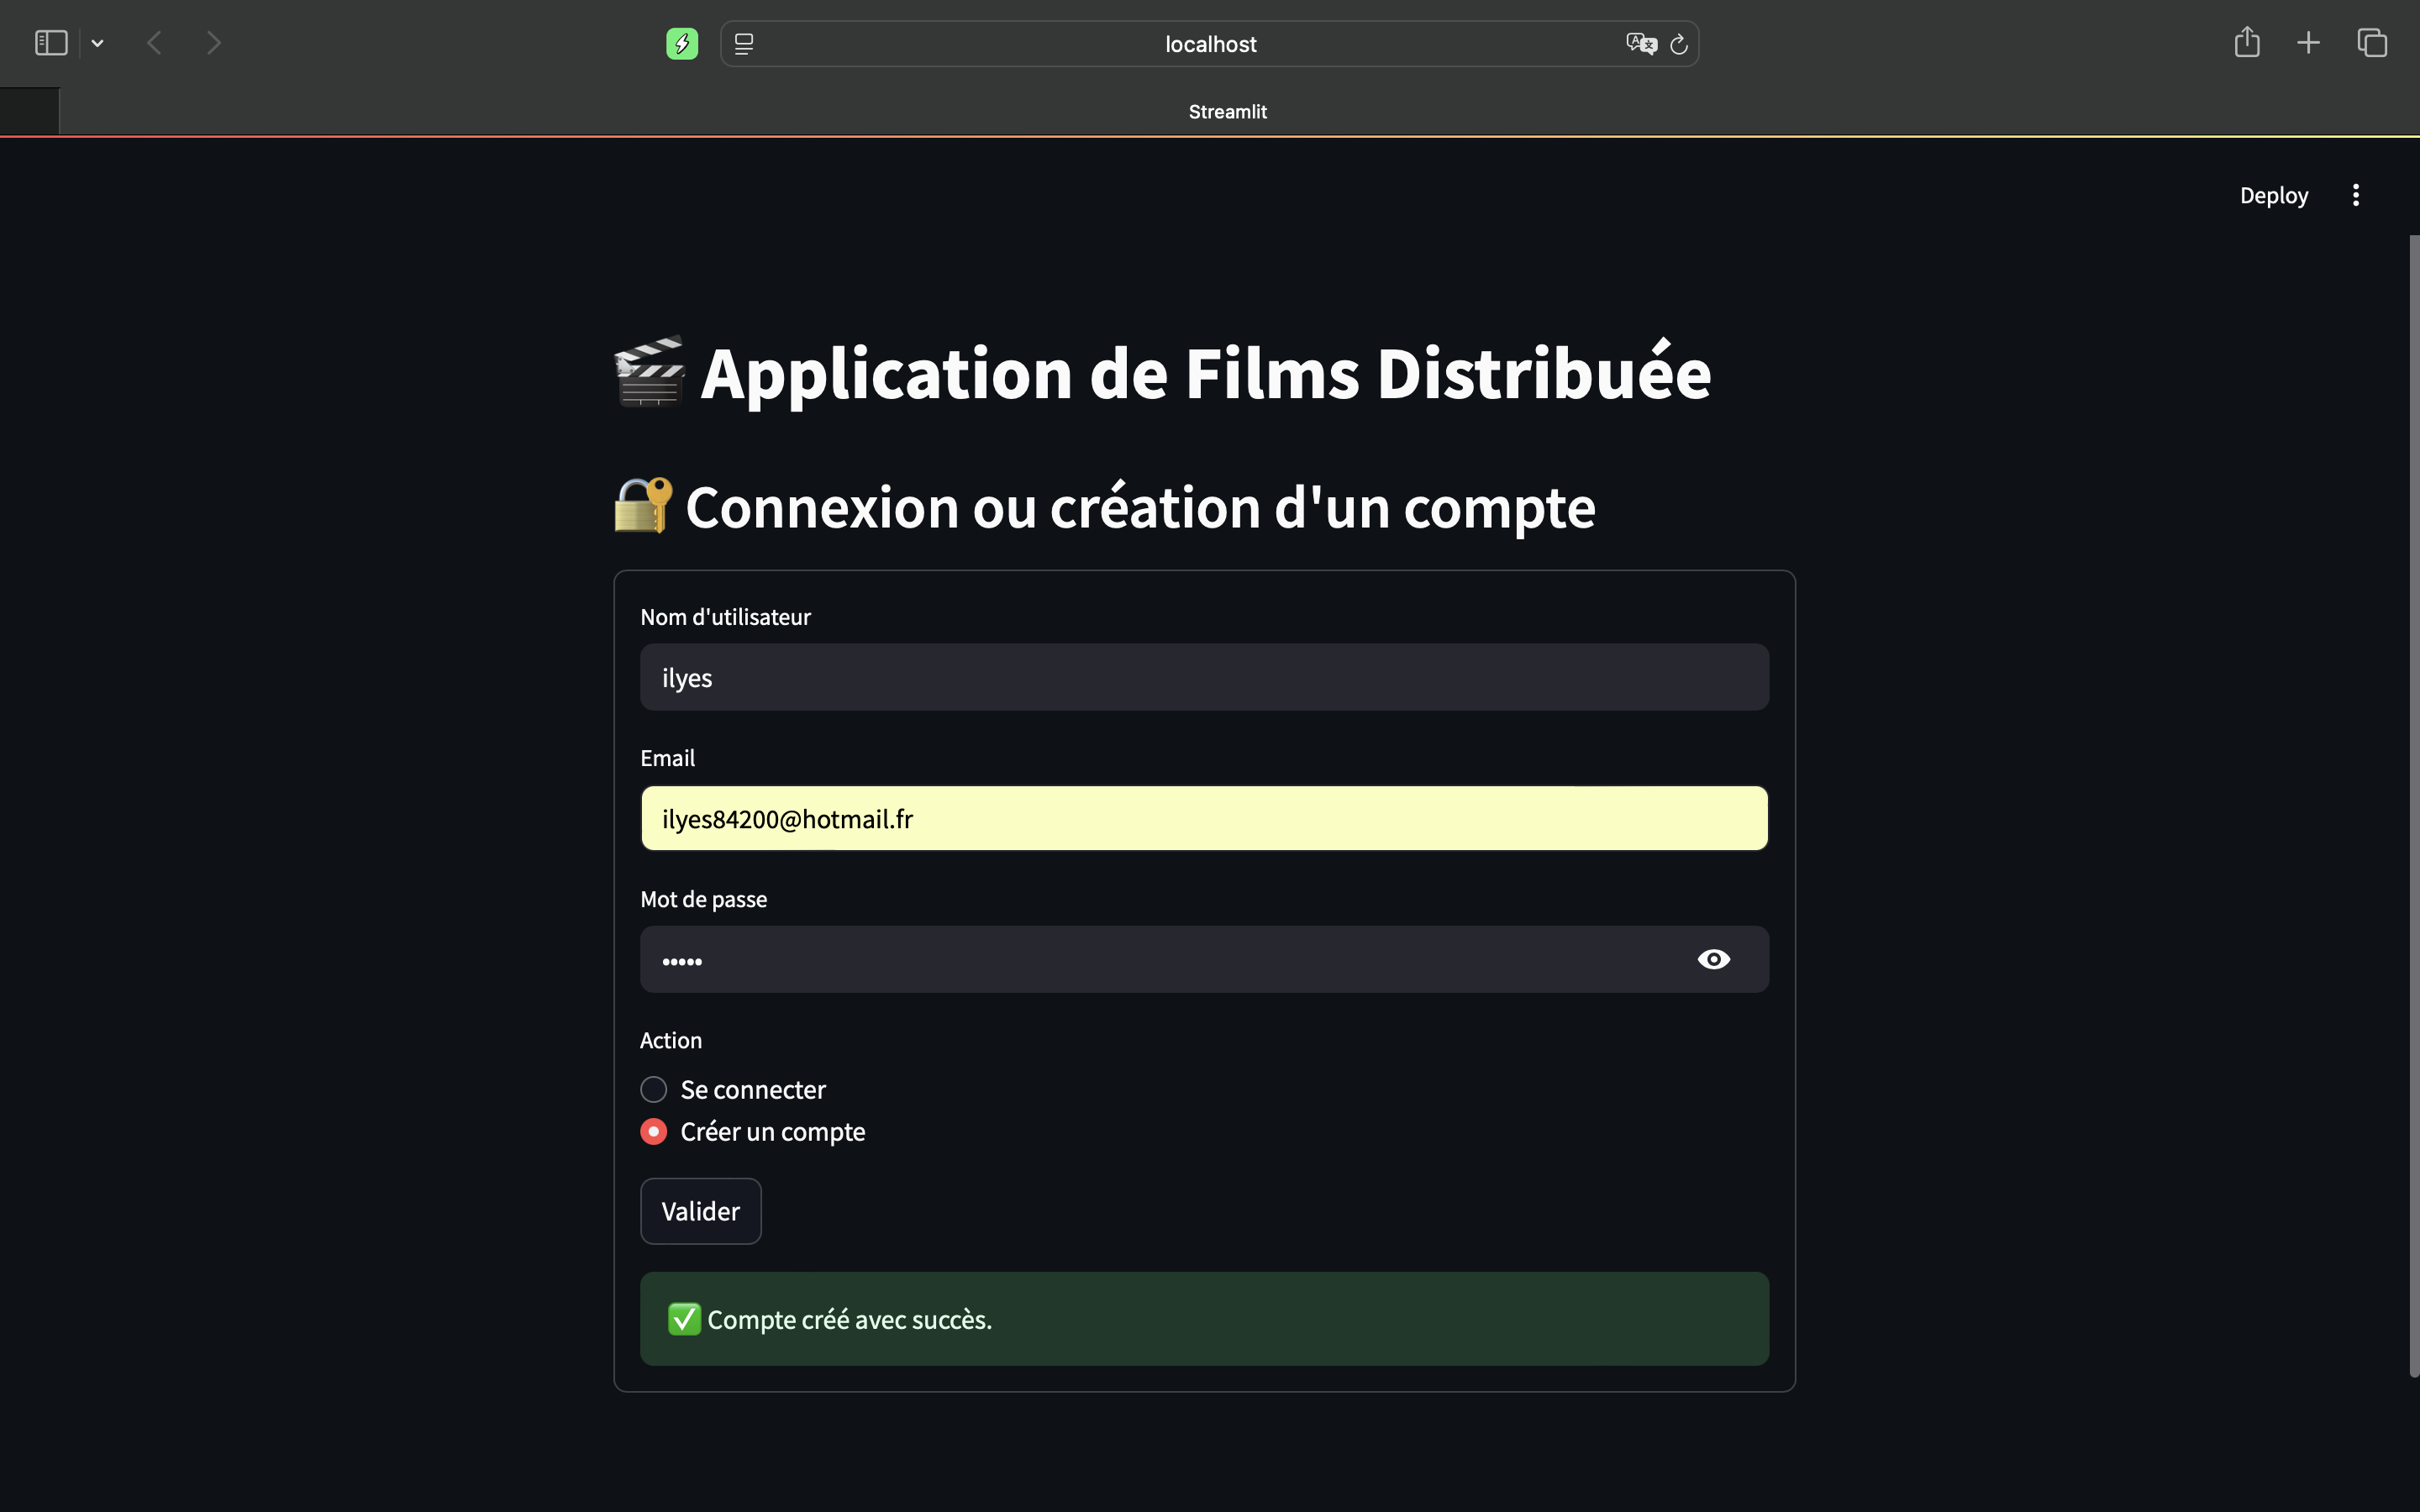 localhost
Streamlit
Deploy
Application de Films Distribuée
Connexion ou création d'un compte
Nom d'utilisateur
ilyes
Email
ilyes84200@hotmail.fr
Mot de passe
•••••
Action
Se connecter
Créer un compte
Valider
Compte créé avec succès.